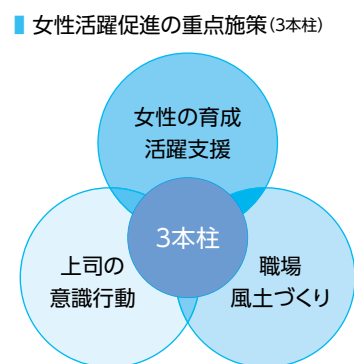 女性活躍促進の重点施策(3本柱)
女性の育成
活躍支援
3本柱
上司の
意識行動
職場
風土づくり